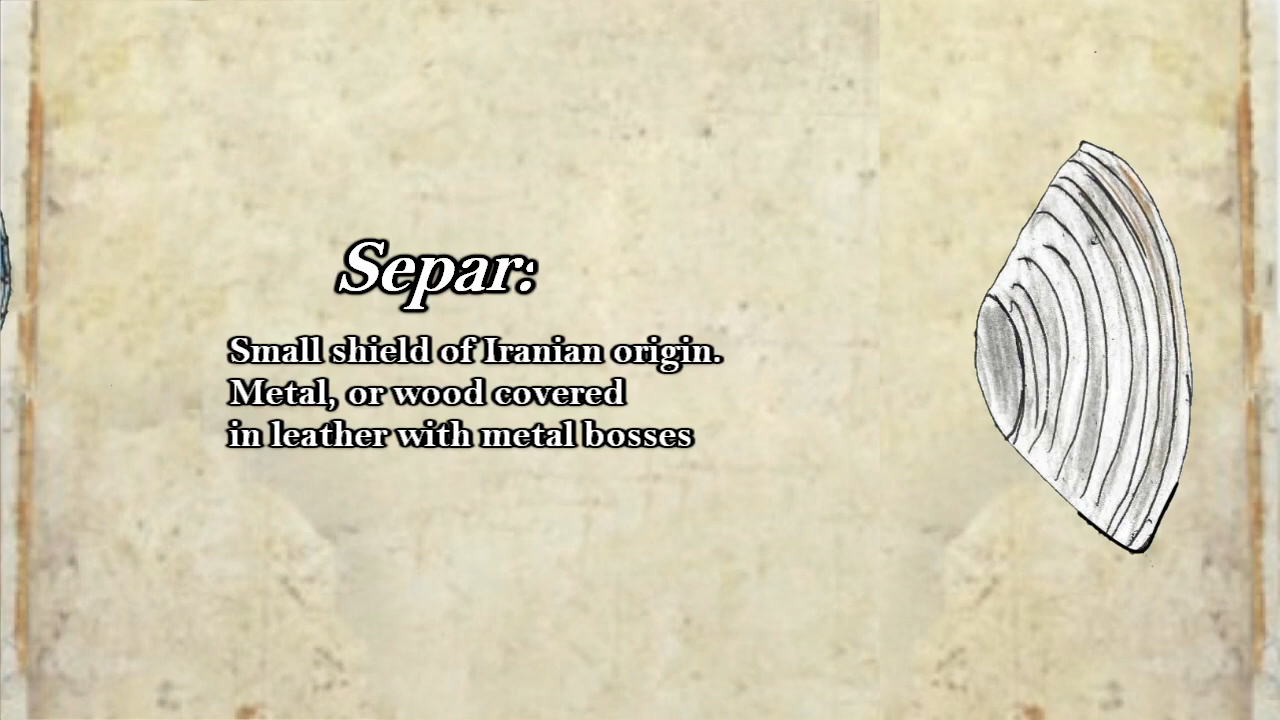 Separ:
Small shield of Iranian origin.
Metal, or wood covered
in leather with metal bosses